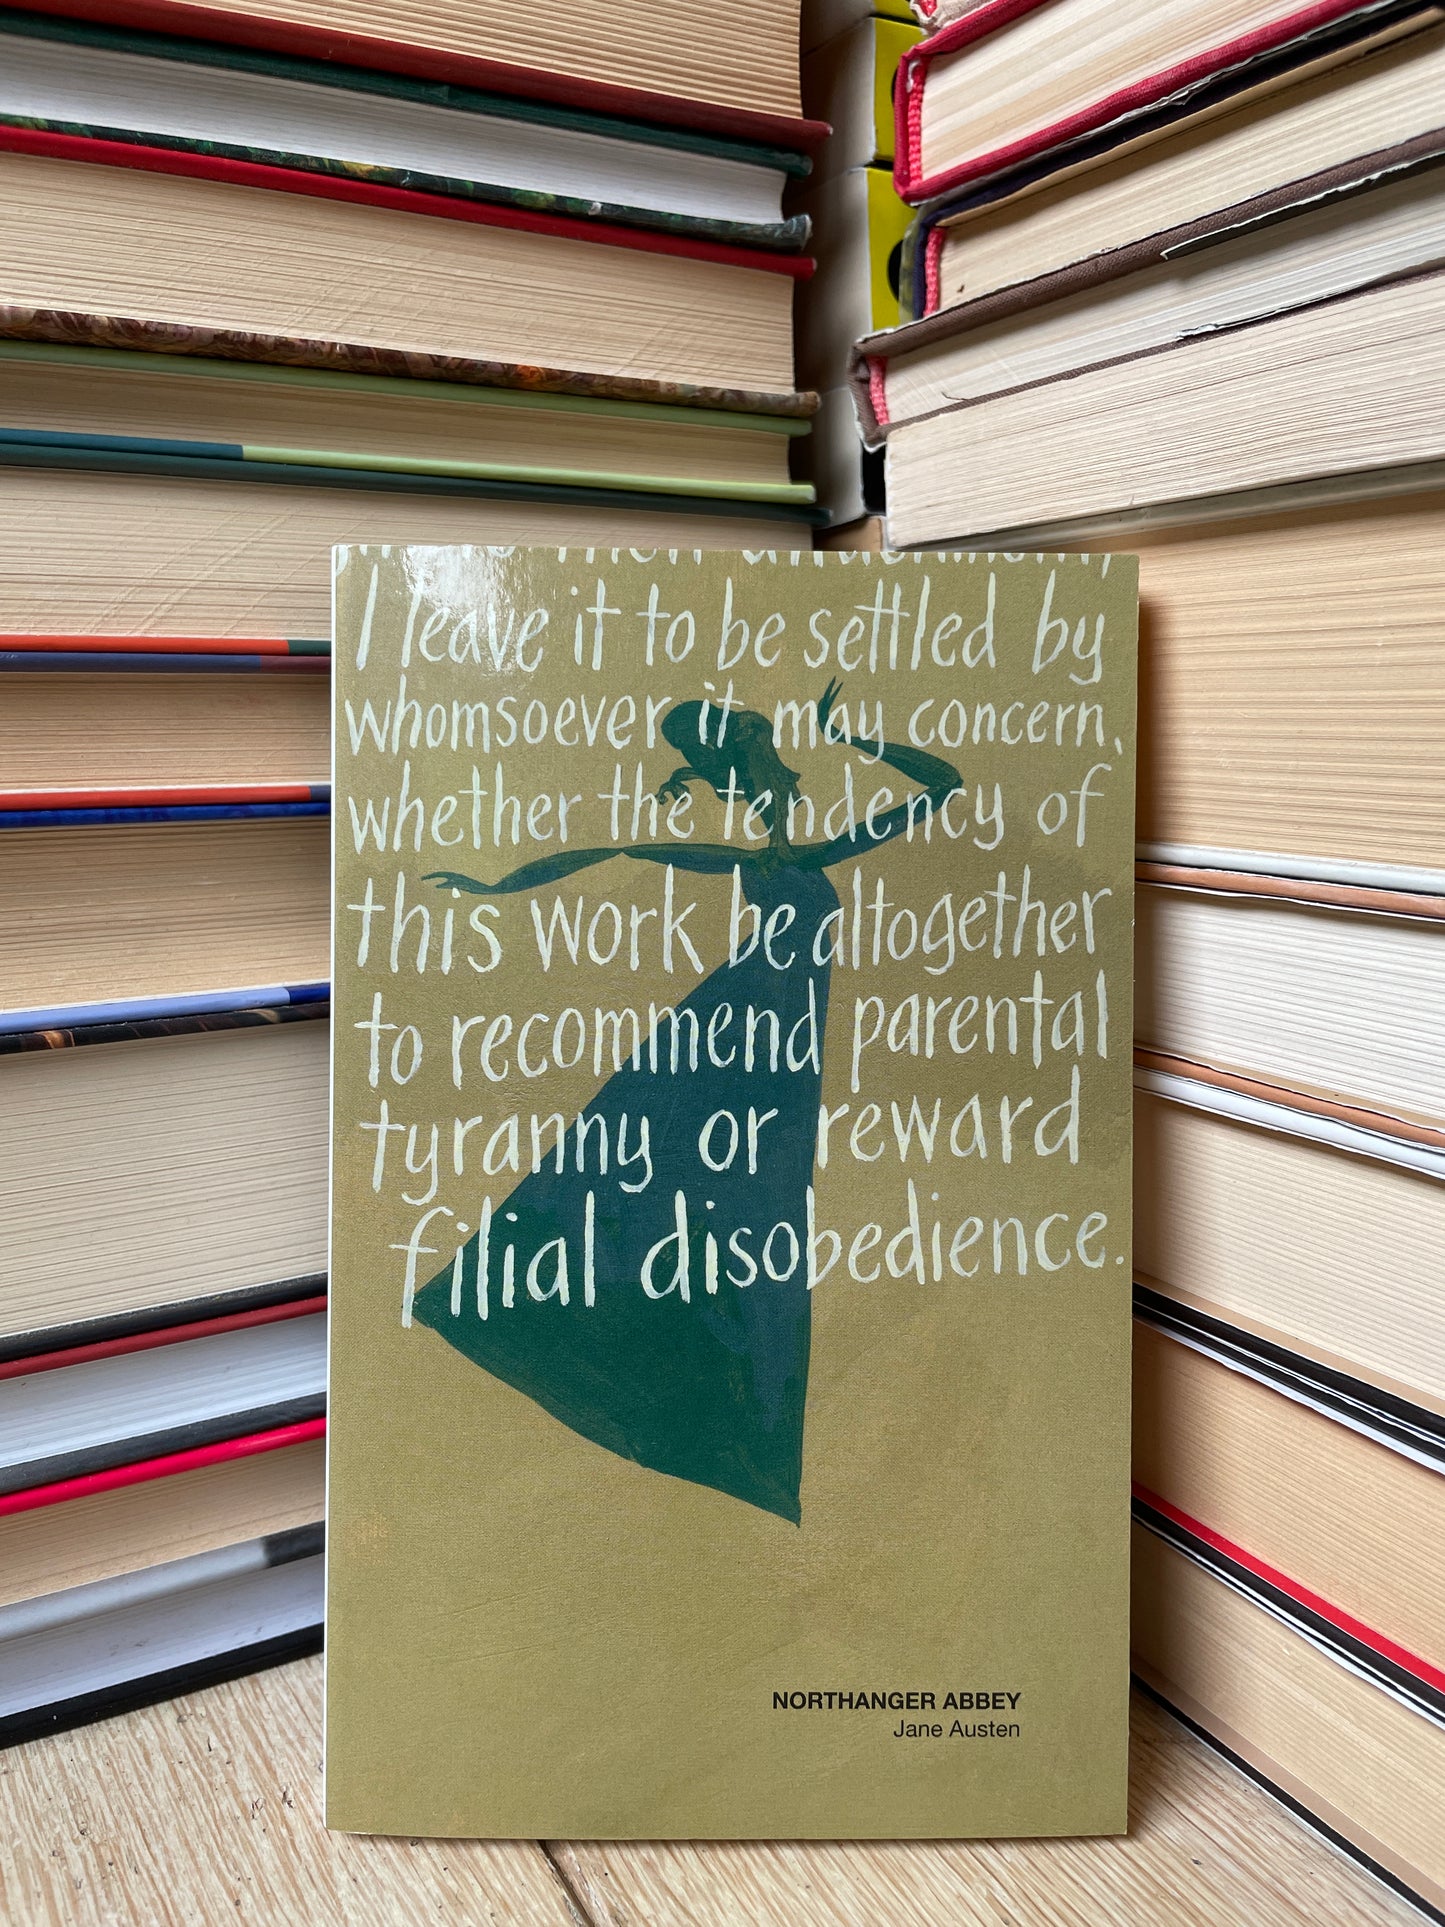 I leave it to be settled by
whomsoever it may concern,
whether the tendency of
this work be altogether
to recommend parental
tyranny or reward
filial disobedience.
NORTHANGER ABBEY
Jane Austen